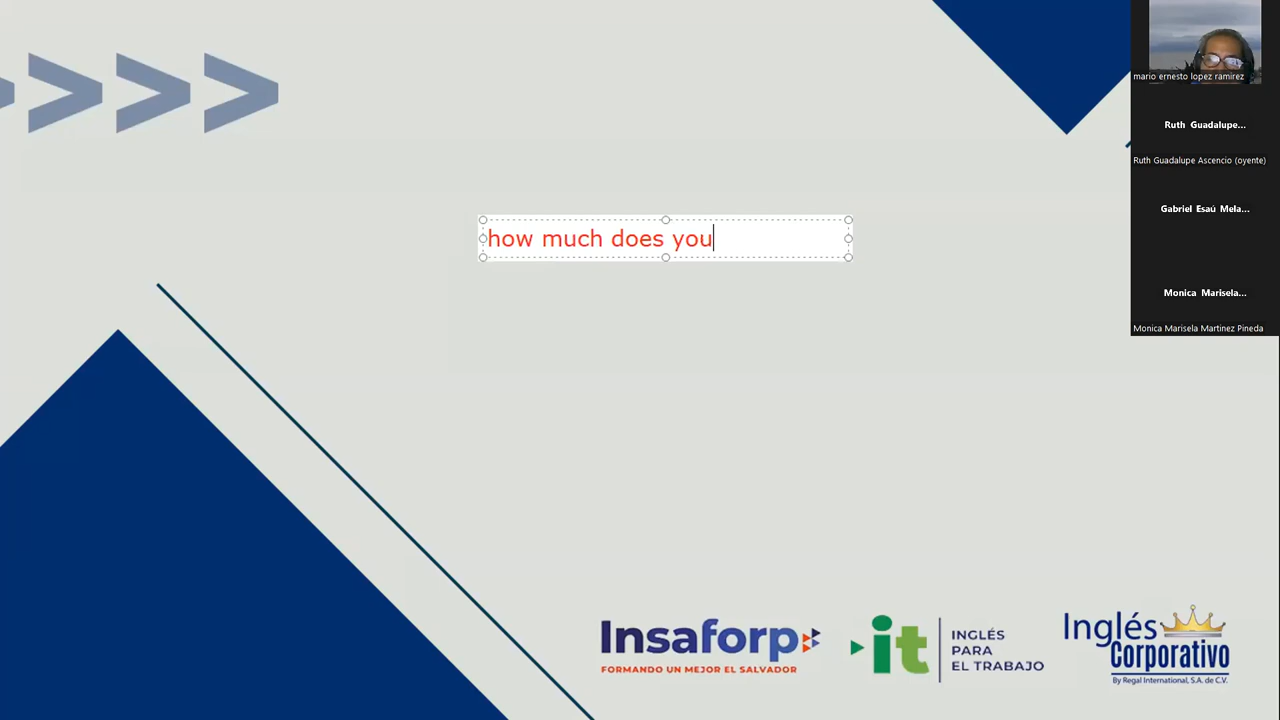 how much does you
mario ernesto lopez ramirez
Ruth Guadalupe...
Ruth Guadalupe Ascencio (oyente)
Gabriel Esaú Mela...
Monica Marisela...
Monica Marisela Martinez Pineda
Insaforp
FORMANDO UN MEJOR EL SALVADOR
it
INGLÉS
PARA
EL TRABAJO
Inglés
Corporativo
By Regal International, S.A. de C.V.